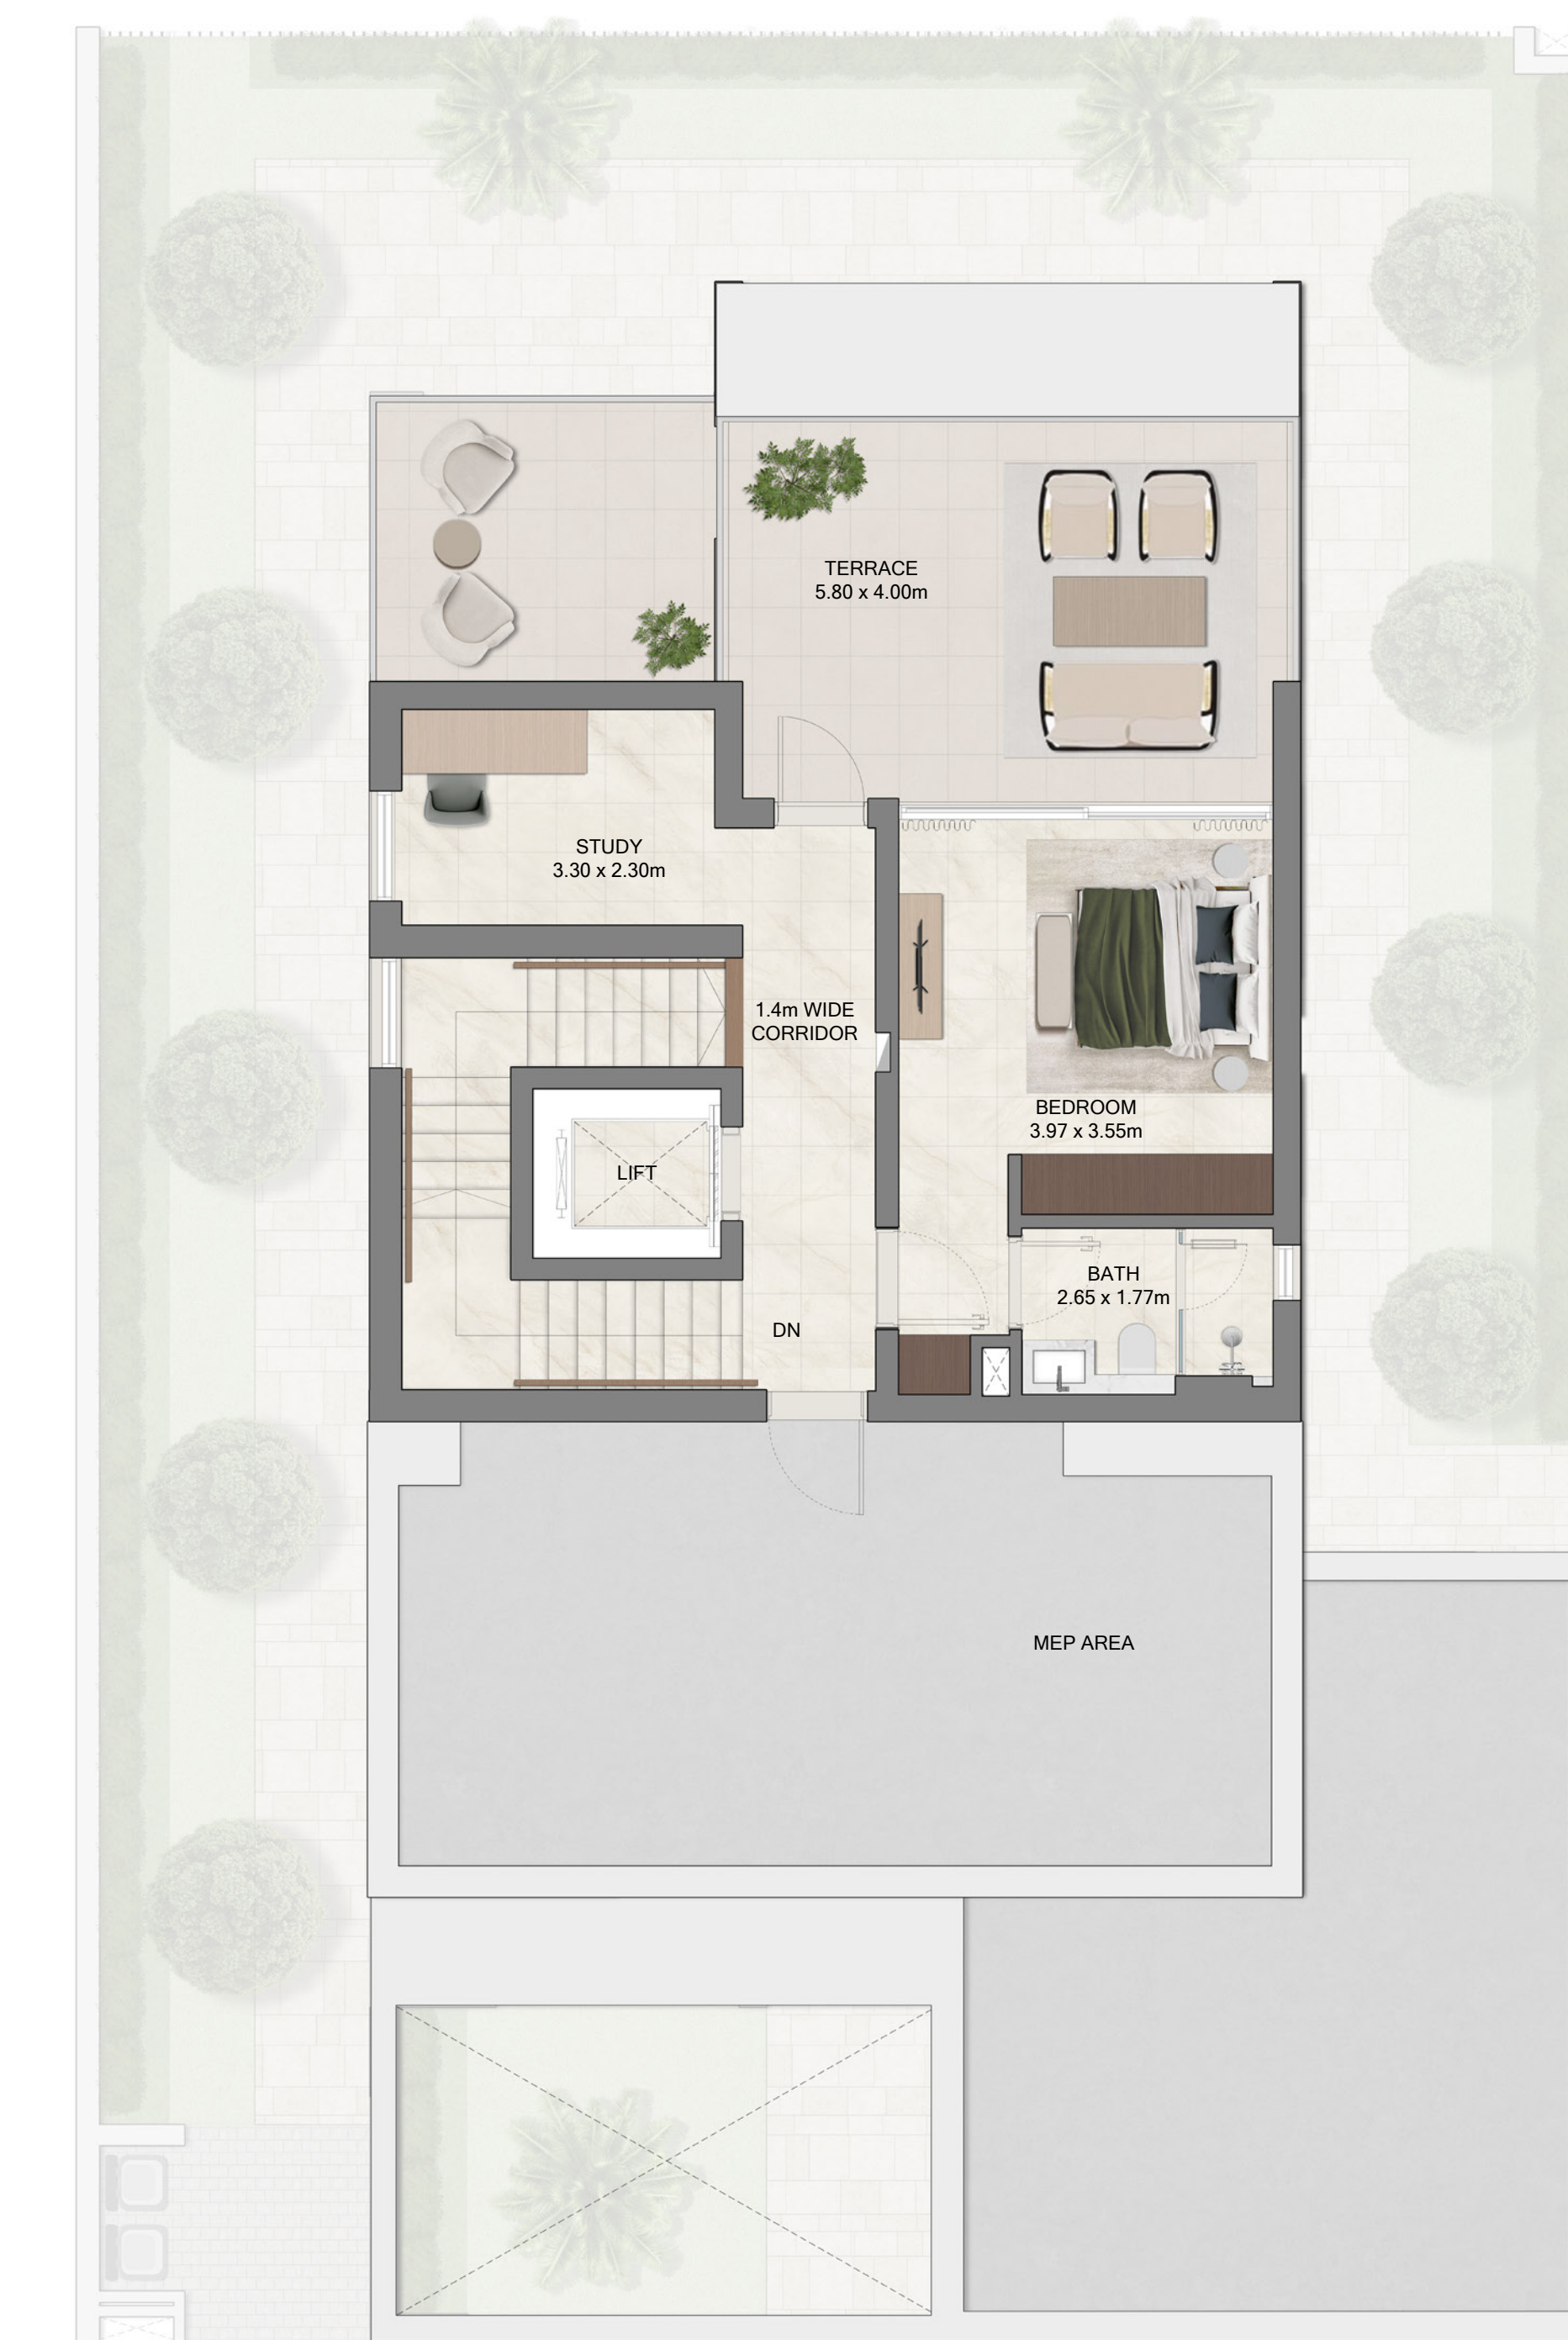 TERRACE
5.80 x 4.00m
STUDY
3.30 x 2.30m
1.4m WIDE
CORRIDOR
BEDROOM
3.97 x 3.55m
LIFT
BATH
2.65 x 1.77m
DN
MEP AREA